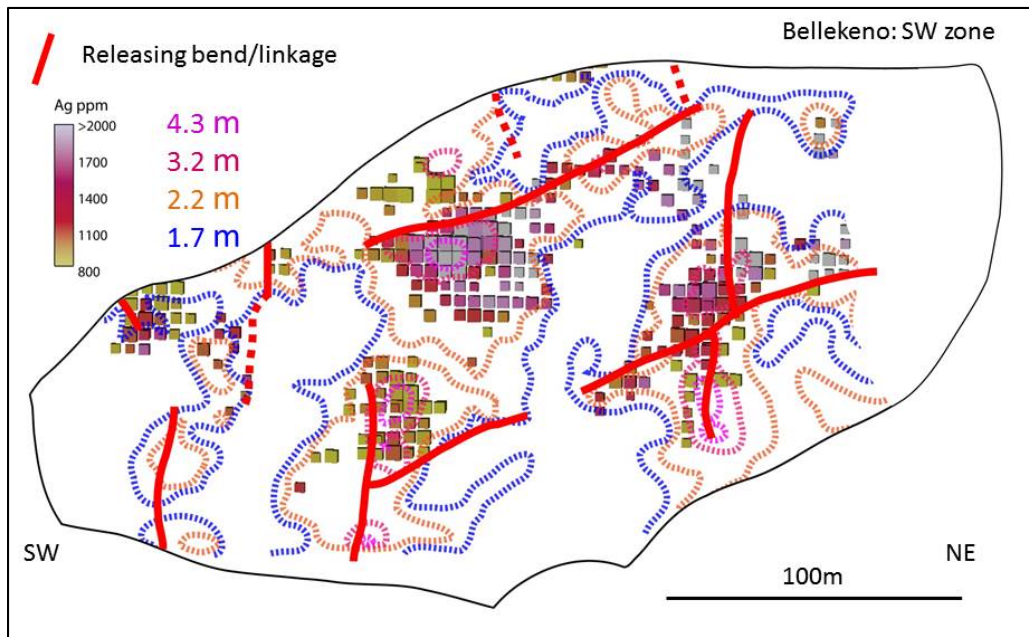 Bellekeno: SW zone
Releasing bend/linkage
Ag ppm
>2000
1700
1400
1100
800
4.3 m
3.2 m
2.2 m
1.7 m
SW
NE
100m